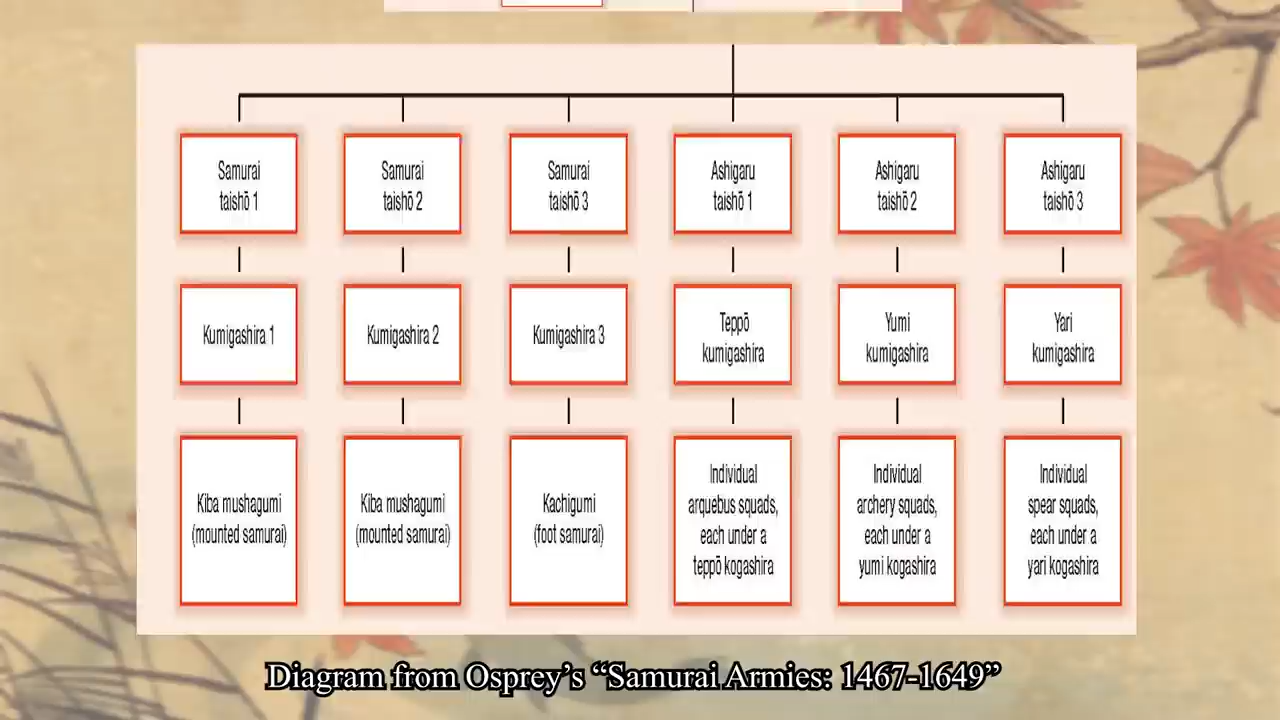 Samurai
taishō 1
Samurai
taishō 2
Samurai
taishō 3
Ashigaru
taishō 1
Ashigaru
taishō 2
Ashigaru
taishō 3
Kumigashira 1
Kumigashira 2
Kumigashira 3
Teppō
kumigashira
Yumi
kumigashira
Yari
kumigashira
Kiba mushagumi
(mounted samurai)
Kiba mushagumi
(mounted samurai)
Kachigumi
(foot samurai)
Individual
arquebus squads,
each under a
teppō kogashira
Individual
archery squads,
each under a
yumi kogashira
Individual
spear squads,
each under a
yari kogashira
Diagram from Osprey’s “Samurai Armies: 1467-1649”